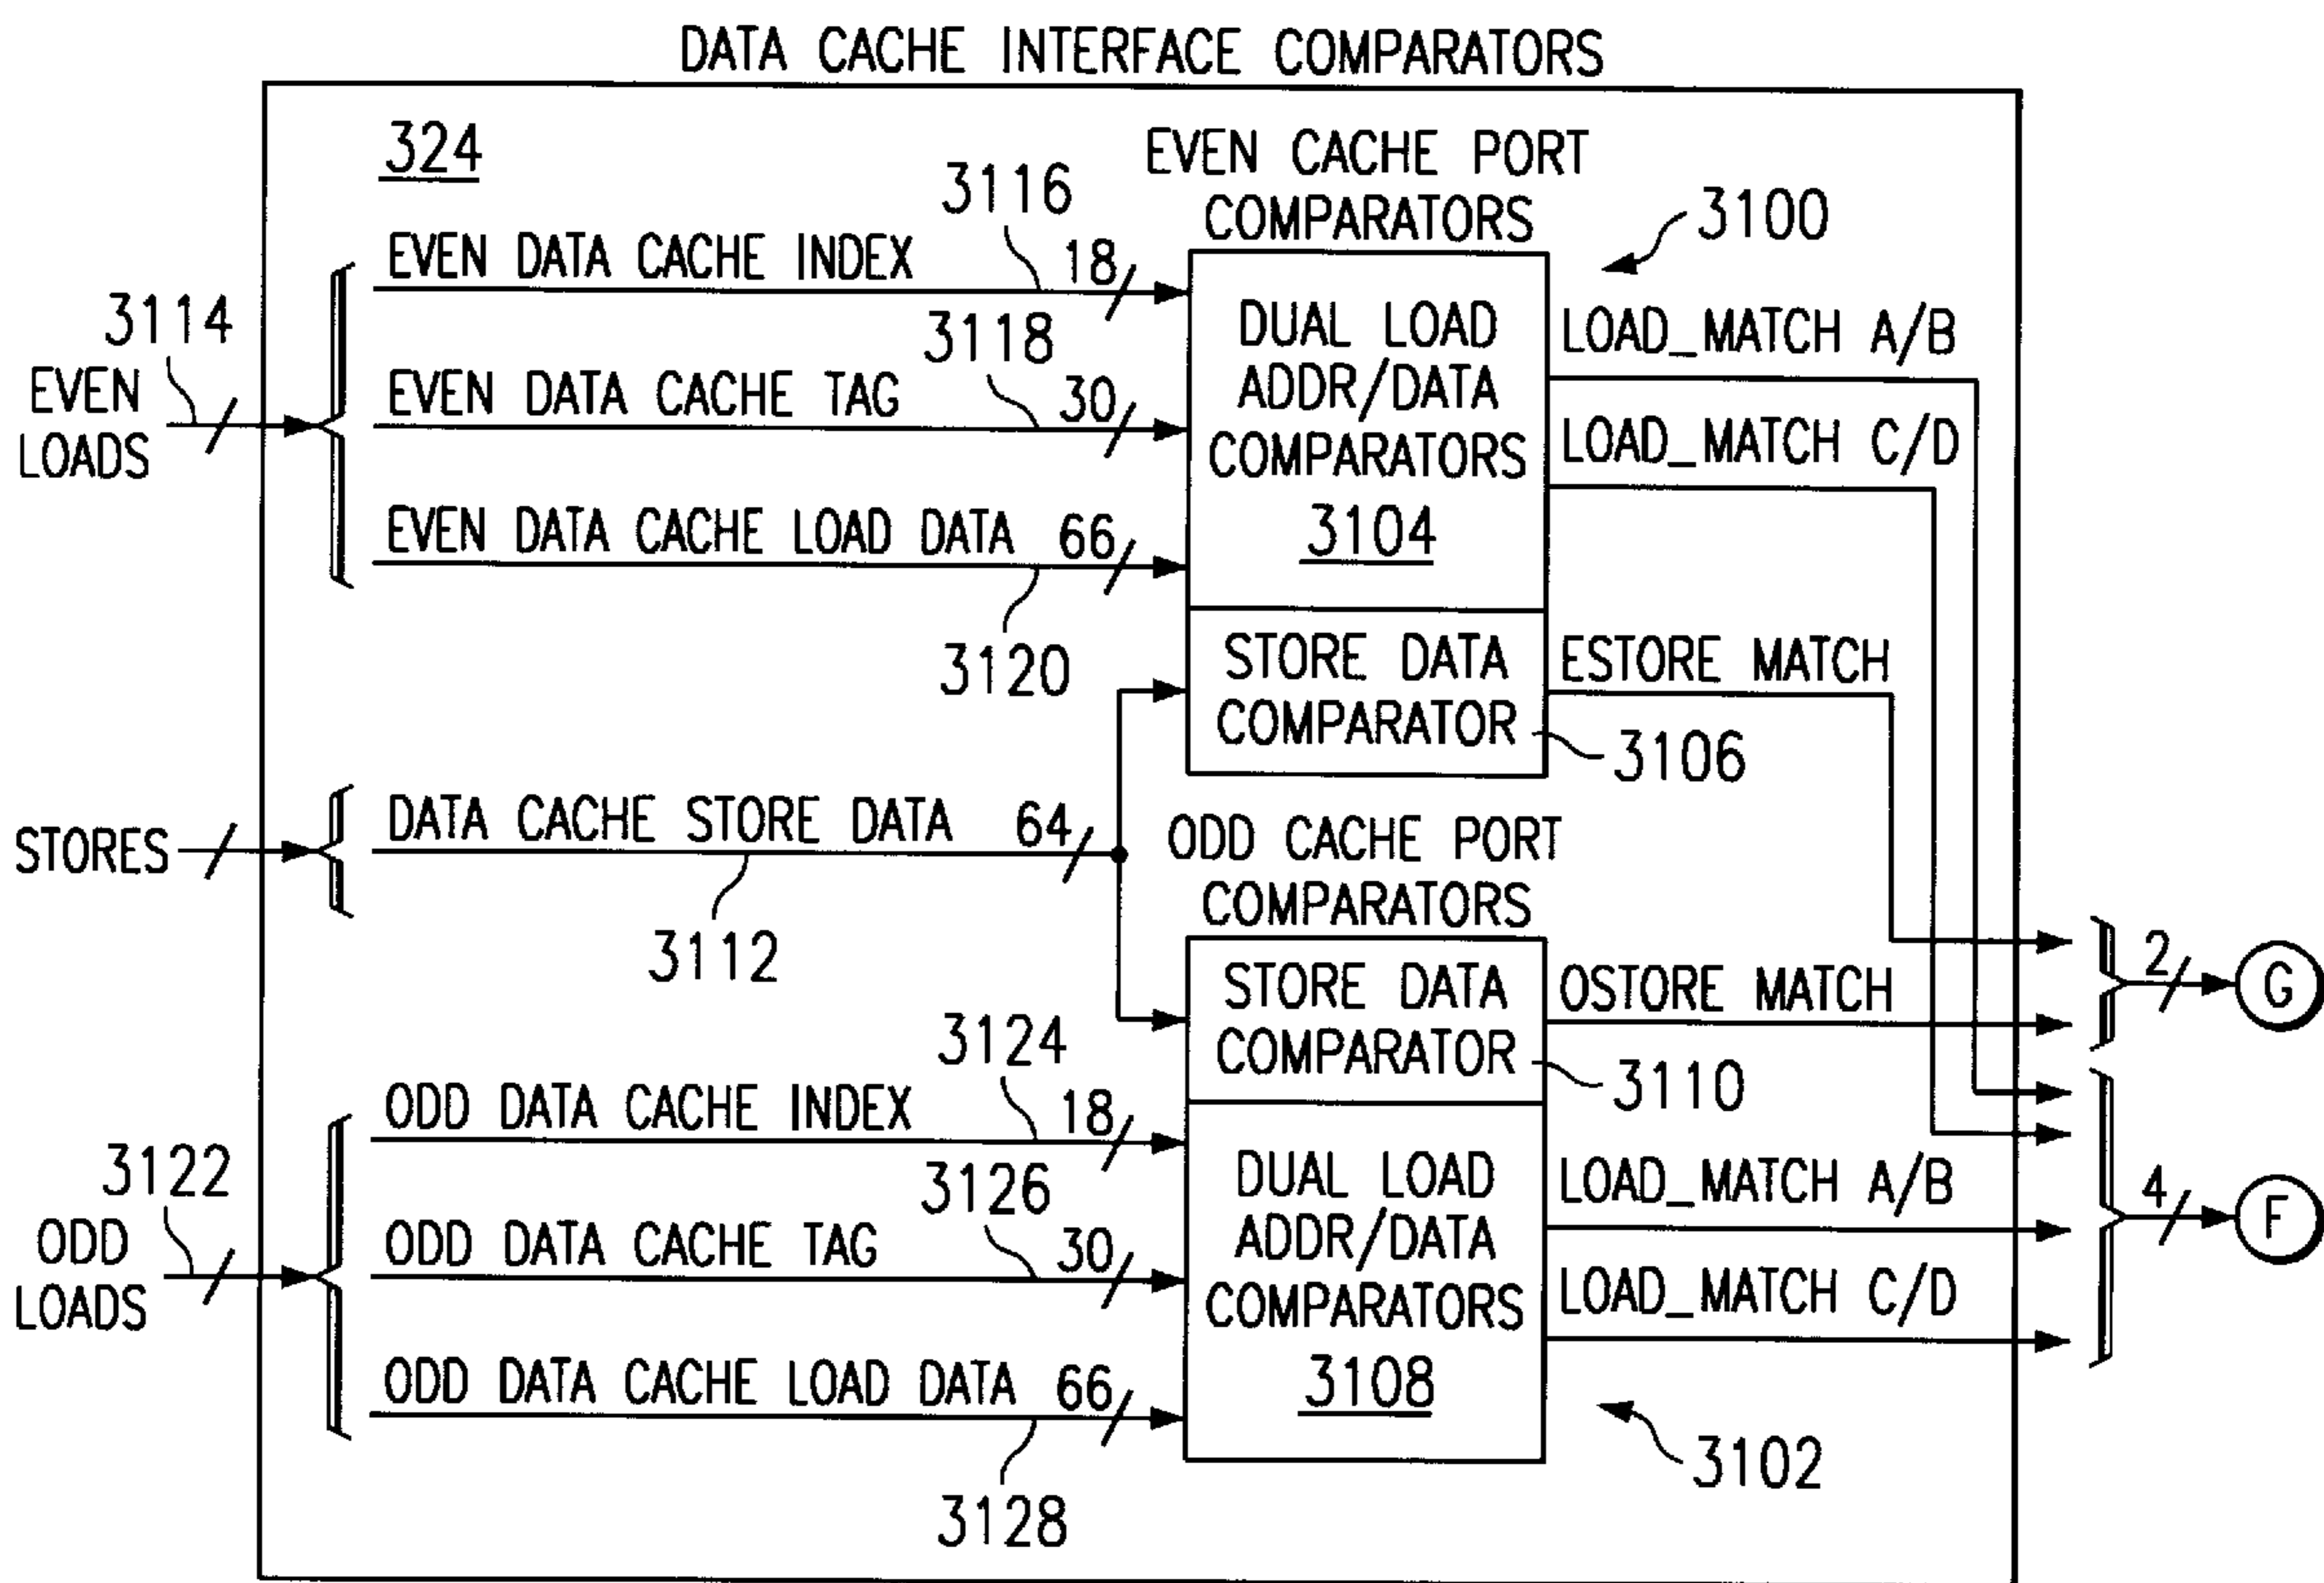 DATA CACHE INTERFACE COMPARATORS
324
EVEN CACHE PORT
COMPARATORS
3100
3114
EVEN
LOADS
EVEN DATA CACHE INDEX
3116
18
EVEN DATA CACHE TAG
3118
30
EVEN DATA CACHE LOAD DATA
66
3120
DUAL LOAD
ADDR/DATA
COMPARATORS
3104
LOAD_MATCH A/B
LOAD_MATCH C/D
STORE DATA
COMPARATOR
3106
ESTORE MATCH
STORES
DATA CACHE STORE DATA
64
3112
ODD CACHE PORT
COMPARATORS
STORE DATA
COMPARATOR
3110
OSTORE MATCH
2
G
3122
ODD
LOADS
ODD DATA CACHE INDEX
3124
18
ODD DATA CACHE TAG
3126
30
ODD DATA CACHE LOAD DATA
66
3128
DUAL LOAD
ADDR/DATA
COMPARATORS
3108
LOAD_MATCH A/B
LOAD_MATCH C/D
4
F
3102